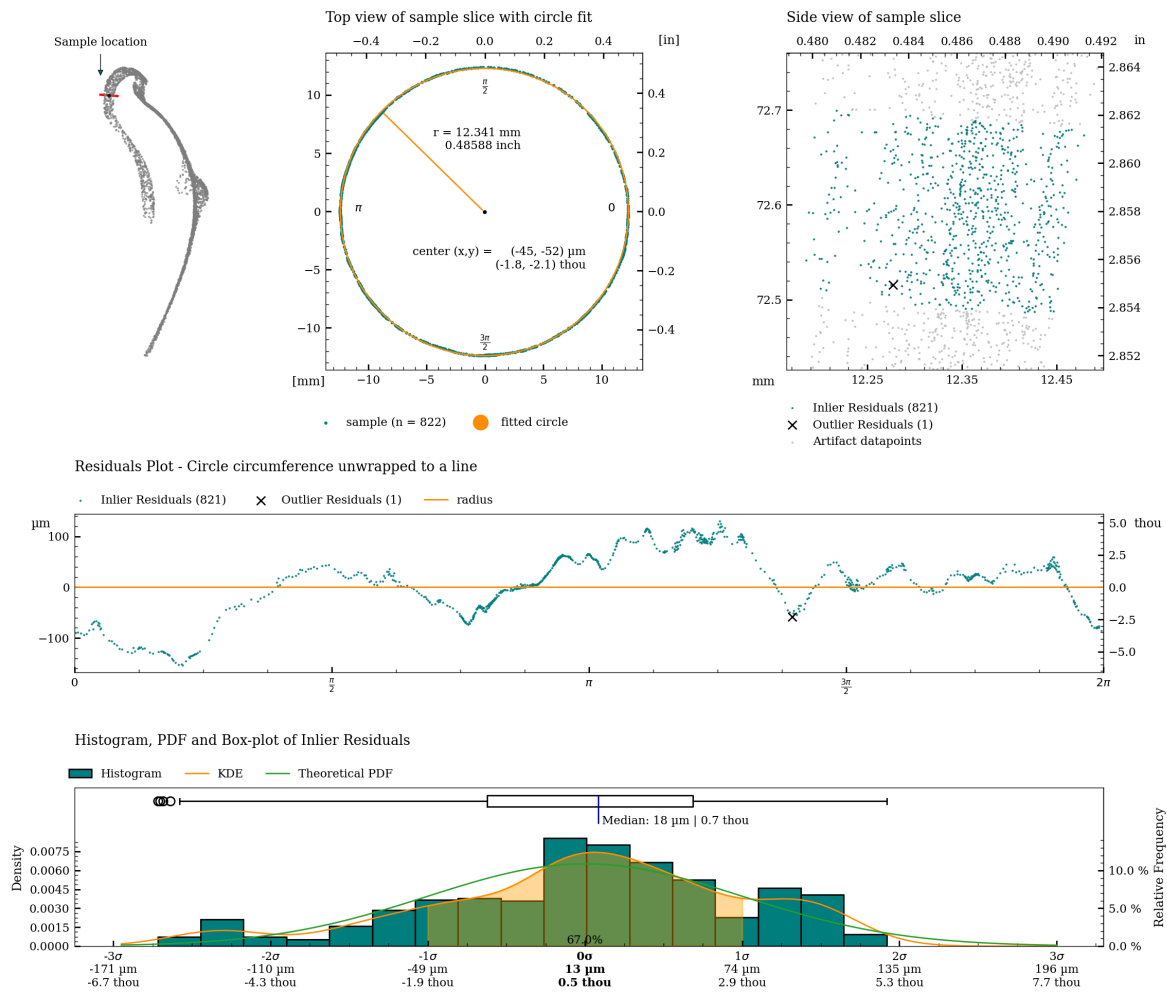 Top view of sample slice with circle fit
Side view of sample slice
Sample location
−0.4 −0.2 0.0 0.2 0.4 [in]
0.480 0.482 0.484 0.486 0.488 0.490 0.492 in
π/2
r = 12.341 mm
0.48588 inch
π
0
center (x,y) = (-45, -52) µm
(-1.8, -2.1) thou
3π/2
10
5
0
−5
−10
0.4
0.2
0.0
−0.2
−0.4
[mm] −10 −5 0 5 10
72.7
72.6
72.5
2.864
2.862
2.860
2.858
2.856
2.854
2.852
mm 12.25 12.35 12.45
sample (n = 822) fitted circle
Inlier Residuals (821)
Outlier Residuals (1)
Artifact datapoints
Residuals Plot - Circle circumference unwrapped to a line
Inlier Residuals (821) Outlier Residuals (1) radius
µm
100
0
−100
5.0 thou
2.5
0.0
−2.5
−5.0
0 π/2 π 3π/2 2π
Histogram, PDF and Box-plot of Inlier Residuals
Histogram KDE Theoretical PDF
Median: 18 µm | 0.7 thou
Density
0.0075
0.0060
0.0045
0.0030
0.0015
0.0000
Relative Frequency
10.0 %
5.0 %
0.0 %
67.0%
-3σ -2σ -1σ 0σ 1σ 2σ 3σ
-171 µm -110 µm -49 µm 13 µm 74 µm 135 µm 196 µm
-6.7 thou -4.3 thou -1.9 thou 0.5 thou 2.9 thou 5.3 thou 7.7 thou